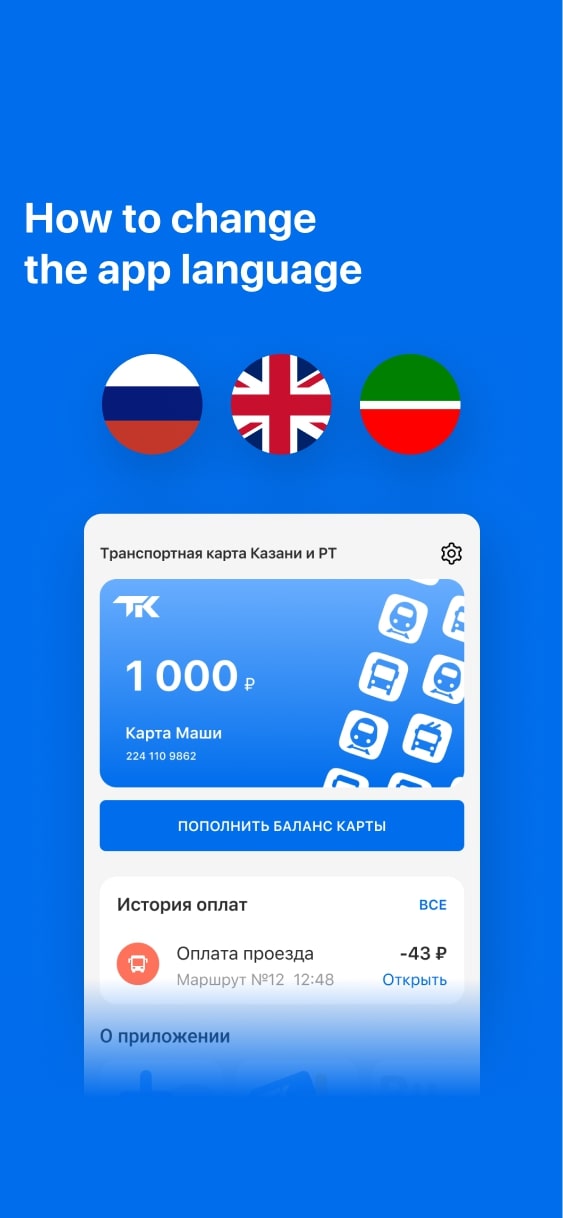 How to change
the app language
Транспортная карта Казани и РТ
ТК
1 000 ₽
Карта Маши
224 110 9862
ПОПОЛНИТЬ БАЛАНС КАРТЫ
История оплат
ВСЕ
Оплата проезда
-43 ₽
Маршрут №12 12:48
Открыть
О приложении